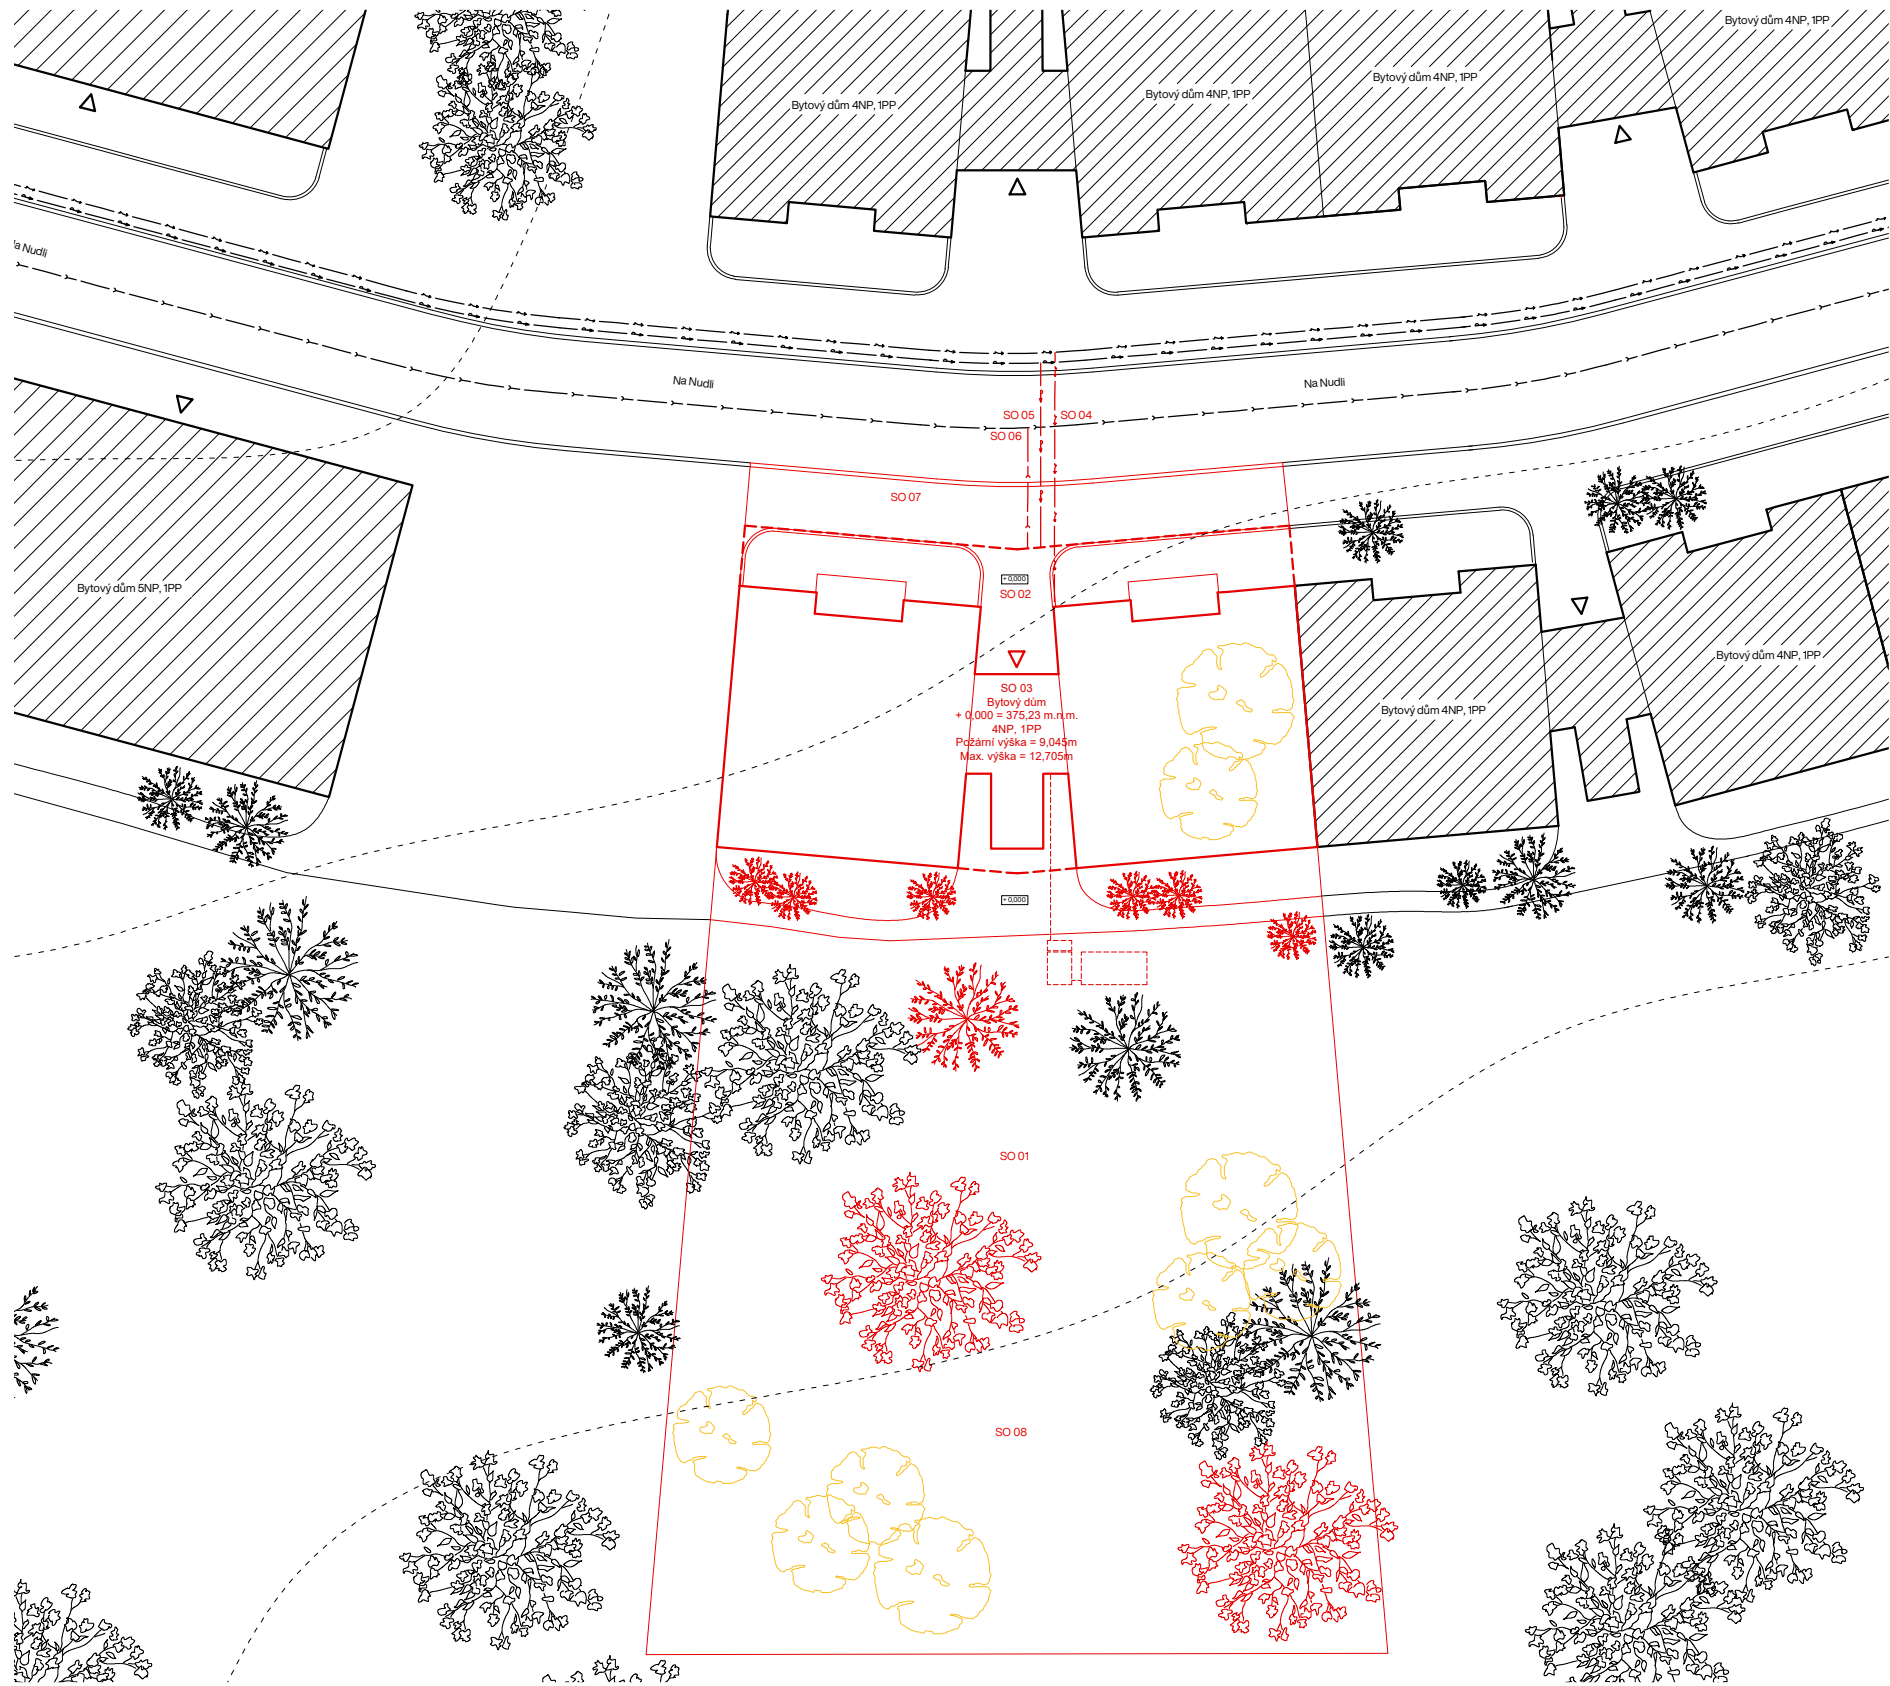 Bytový dům 4NP, 1PP
Bytový dům 4NP, 1PP
Bytový dům 4NP, 1PP
Bytový dům 4NP, 1PP
Na Nudli
Na Nudli
Na Nudli
SO 05
SO 04
SO 06
SO 07
+ 0,000
SO 02
Bytový dům 5NP, 1PP
SO 03
Bytový dům
+ 0,000 = 375,23 m.n.m.
4NP, 1PP
Požární výška = 9,045m
Max. výška = 12,705m
Bytový dům 4NP, 1PP
Bytový dům 4NP, 1PP
+ 0,000
SO 01
SO 08